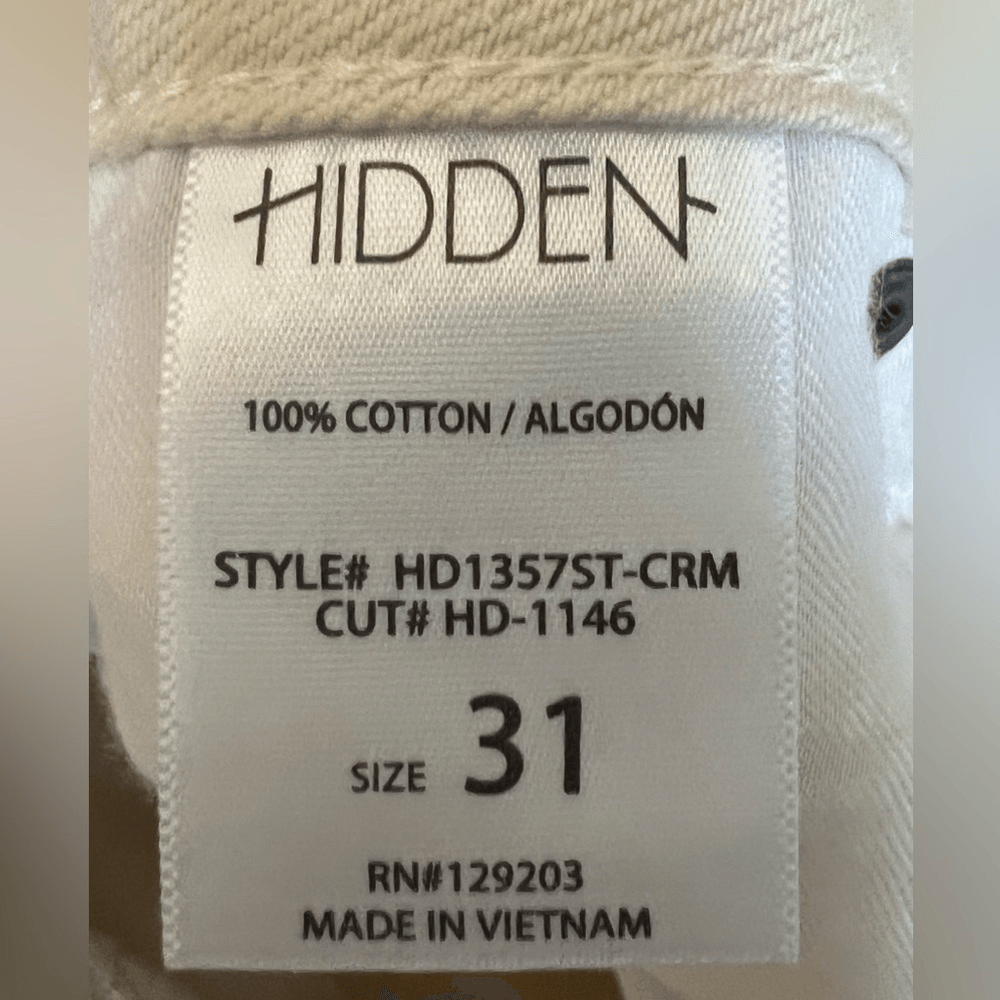 HIDDEN
100% COTTON / ALGODÓN
STYLE# HD1357ST-CRM
CUT# HD-1146
SIZE 31
RN#129203
MADE IN VIETNAM